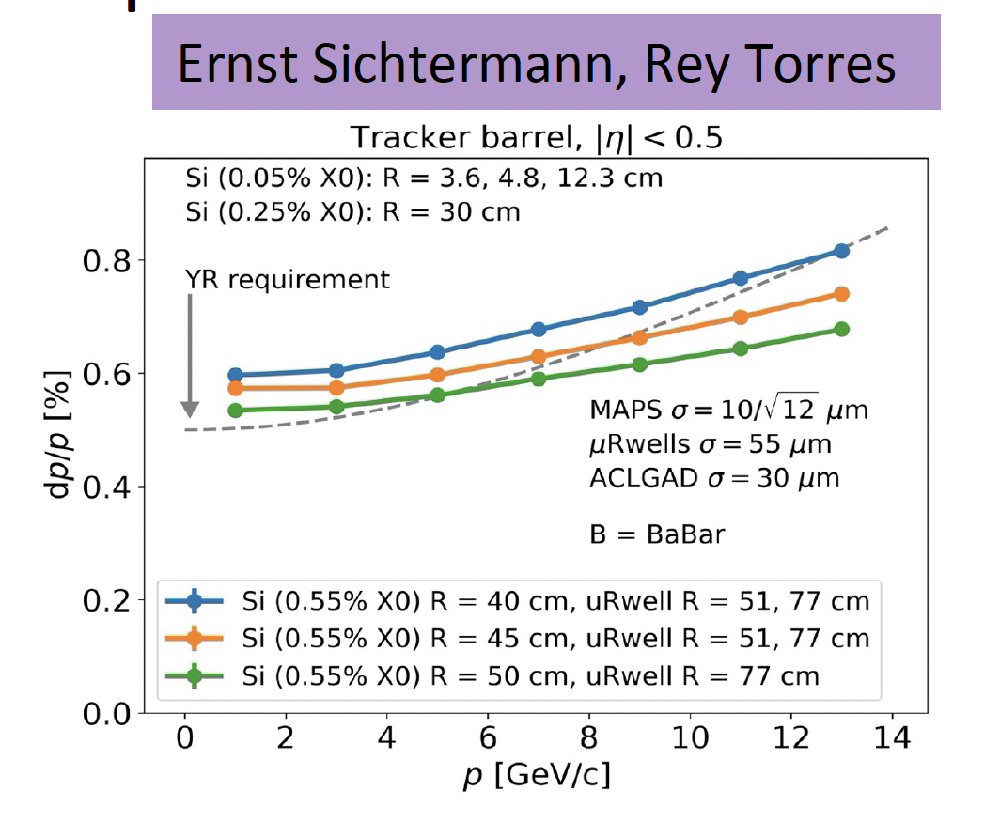 Ernst Sichtermann, Rey Torres
Tracker barrel, |η| < 0.5
Si (0.05% X0): R = 3.6, 4.8, 12.3 cm
Si (0.25% X0): R = 30 cm
YR requirement
MAPS σ = 10/√12 μm
μRwells σ = 55 μm
ACLGAD σ = 30 μm
B = BaBar
Si (0.55% X0) R = 40 cm, uRwell R = 51, 77 cm
Si (0.55% X0) R = 45 cm, uRwell R = 51, 77 cm
Si (0.55% X0) R = 50 cm, uRwell R = 77 cm
dp/p [%]
0.8
0.6
0.4
0.2
0.0
0 2 4 6 8 10 12 14
p [GeV/c]